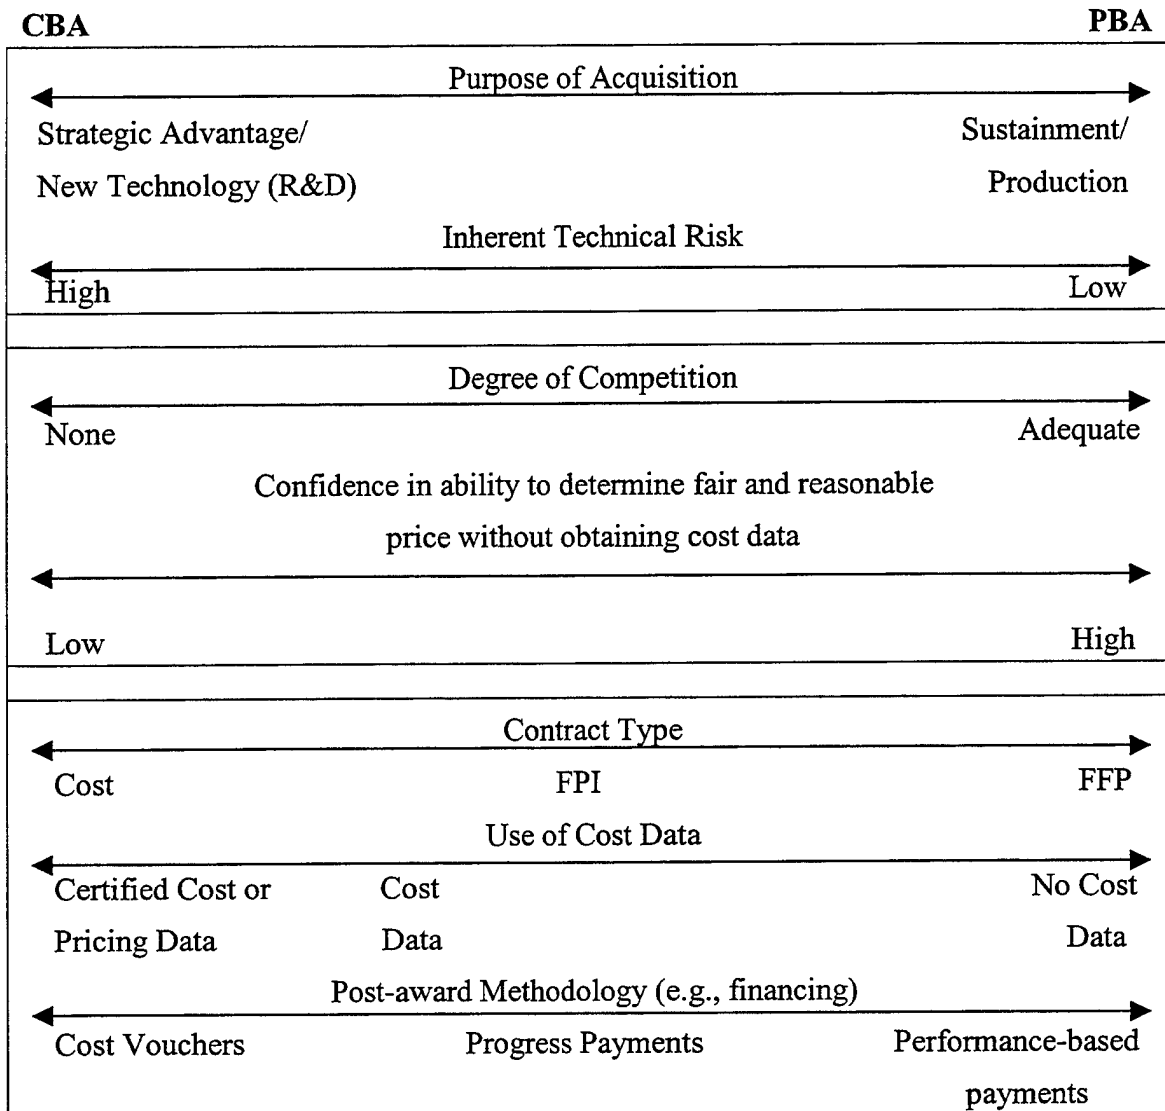 CBA PBA
Purpose of Acquisition
Strategic Advantage/ Sustainment/
New Technology (R&D) Production
Inherent Technical Risk
High Low
Degree of Competition
None Adequate
Confidence in ability to determine fair and reasonable
price without obtaining cost data
Low High
Contract Type
Cost FPI FFP
Use of Cost Data
Certified Cost or Cost No Cost
Pricing Data Data Data
Post-award Methodology (e.g., financing)
Cost Vouchers Progress Payments Performance-based
payments